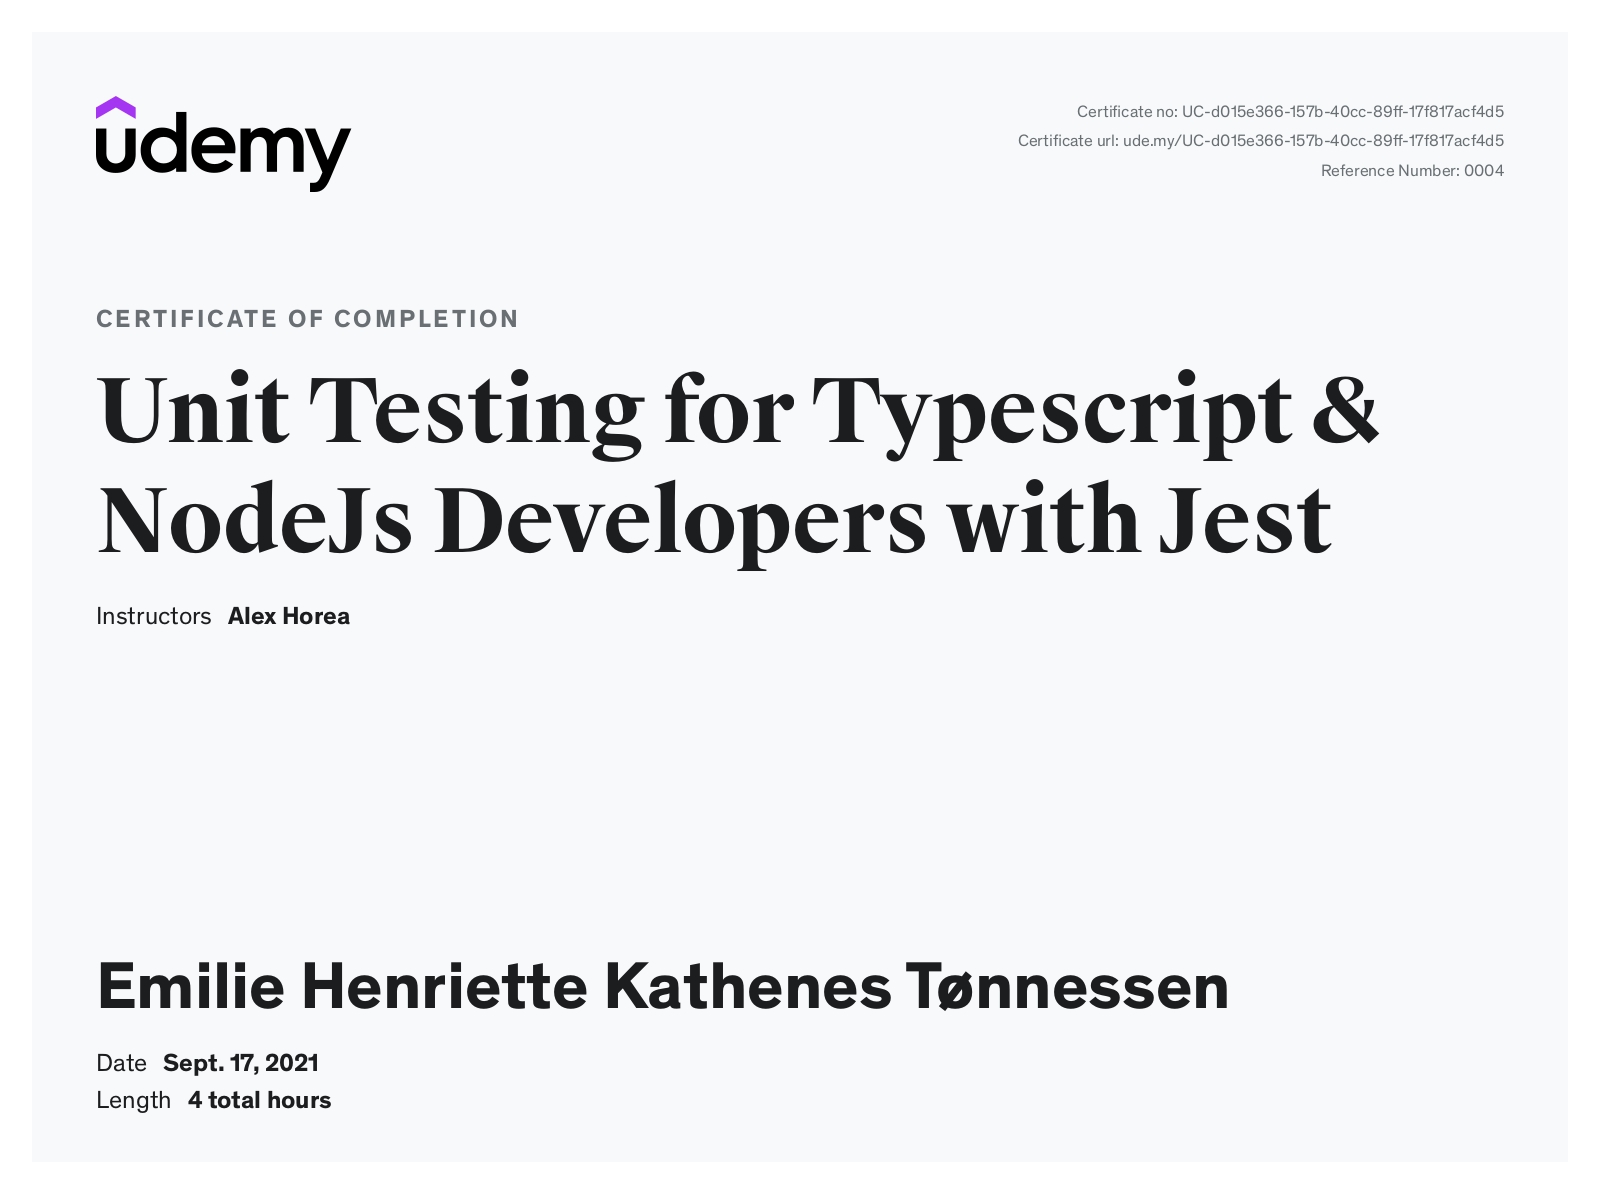 udemy
Certificate no: UC-d015e366-157b-40cc-89ff-17f817acf4d5
Certificate url: ude.my/UC-d015e366-157b-40cc-89ff-17f817acf4d5
Reference Number: 0004
CERTIFICATE OF COMPLETION
Unit Testing for Typescript &
NodeJs Developers with Jest
Instructors Alex Horea
Emilie Henriette Kathenes Tønnessen
Date Sept. 17, 2021
Length 4 total hours